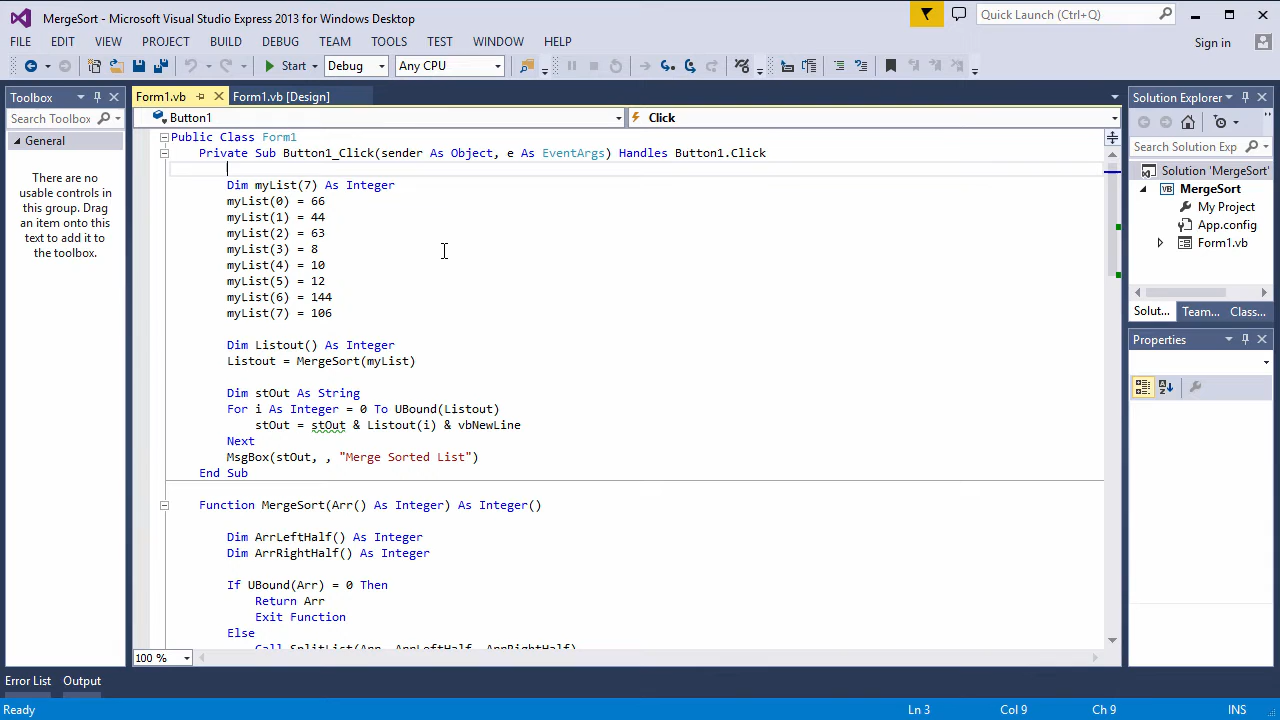 MergeSort - Microsoft Visual Studio Express 2013 for Windows Desktop
Quick Launch (Ctrl+Q)
FILE EDIT VIEW PROJECT BUILD DEBUG TEAM TOOLS TEST WINDOW HELP
Sign in
Start Debug Any CPU
Toolbox
Search Toolbox
General
There are no
usable controls in
this group. Drag
an item onto this
text to add it to
the toolbox.
Form1.vb Form1.vb [Design]
Button1 Click
Public Class Form1
Private Sub Button1_Click(sender As Object, e As EventArgs) Handles Button1.Click
Dim myList(7) As Integer
myList(0) = 66
myList(1) = 44
myList(2) = 63
myList(3) = 8
myList(4) = 10
myList(5) = 12
myList(6) = 144
myList(7) = 106
Dim Listout() As Integer
Listout = MergeSort(myList)
Dim stOut As String
For i As Integer = 0 To UBound(Listout)
stOut = stOut & Listout(i) & vbNewLine
Next
MsgBox(stOut, , "Merge Sorted List")
End Sub
Function MergeSort(Arr() As Integer) As Integer()
Dim ArrLeftHalf() As Integer
Dim ArrRightHalf() As Integer
If UBound(Arr) = 0 Then
Return Arr
Exit Function
Else
Call SplitList(Arr, ArrLeftHalf, ArrRightHalf)
100 %
Solution Explorer
Search Solution Exp
Solution 'MergeSort'
MergeSort
My Project
App.config
Form1.vb
Solut... Team... Class...
Properties
Error List Output
Ready Ln 3 Col 9 Ch 9 INS